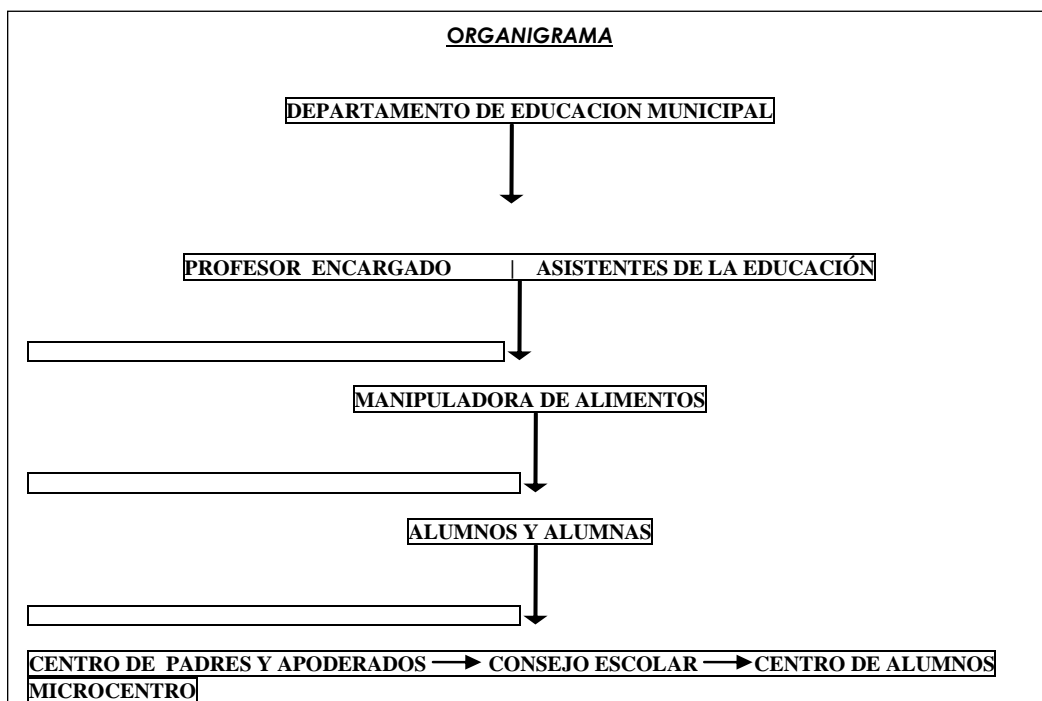 ORGANIGRAMA
DEPARTAMENTO DE EDUCACION MUNICIPAL
PROFESOR ENCARGADO | ASISTENTES DE LA EDUCACIÓN
MANIPULADORA DE ALIMENTOS
ALUMNOS Y ALUMNAS
CENTRO DE PADRES Y APODERADOS CONSEJO ESCOLAR CENTRO DE ALUMNOS
MICROCENTRO